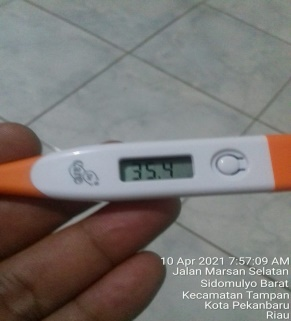 35.4
10 Apr 2021 7:57:09 AM
Jalan Marsan Selatan
Sidomulyo Barat
Kecamatan Tampan
Kota Pekanbaru
Riau